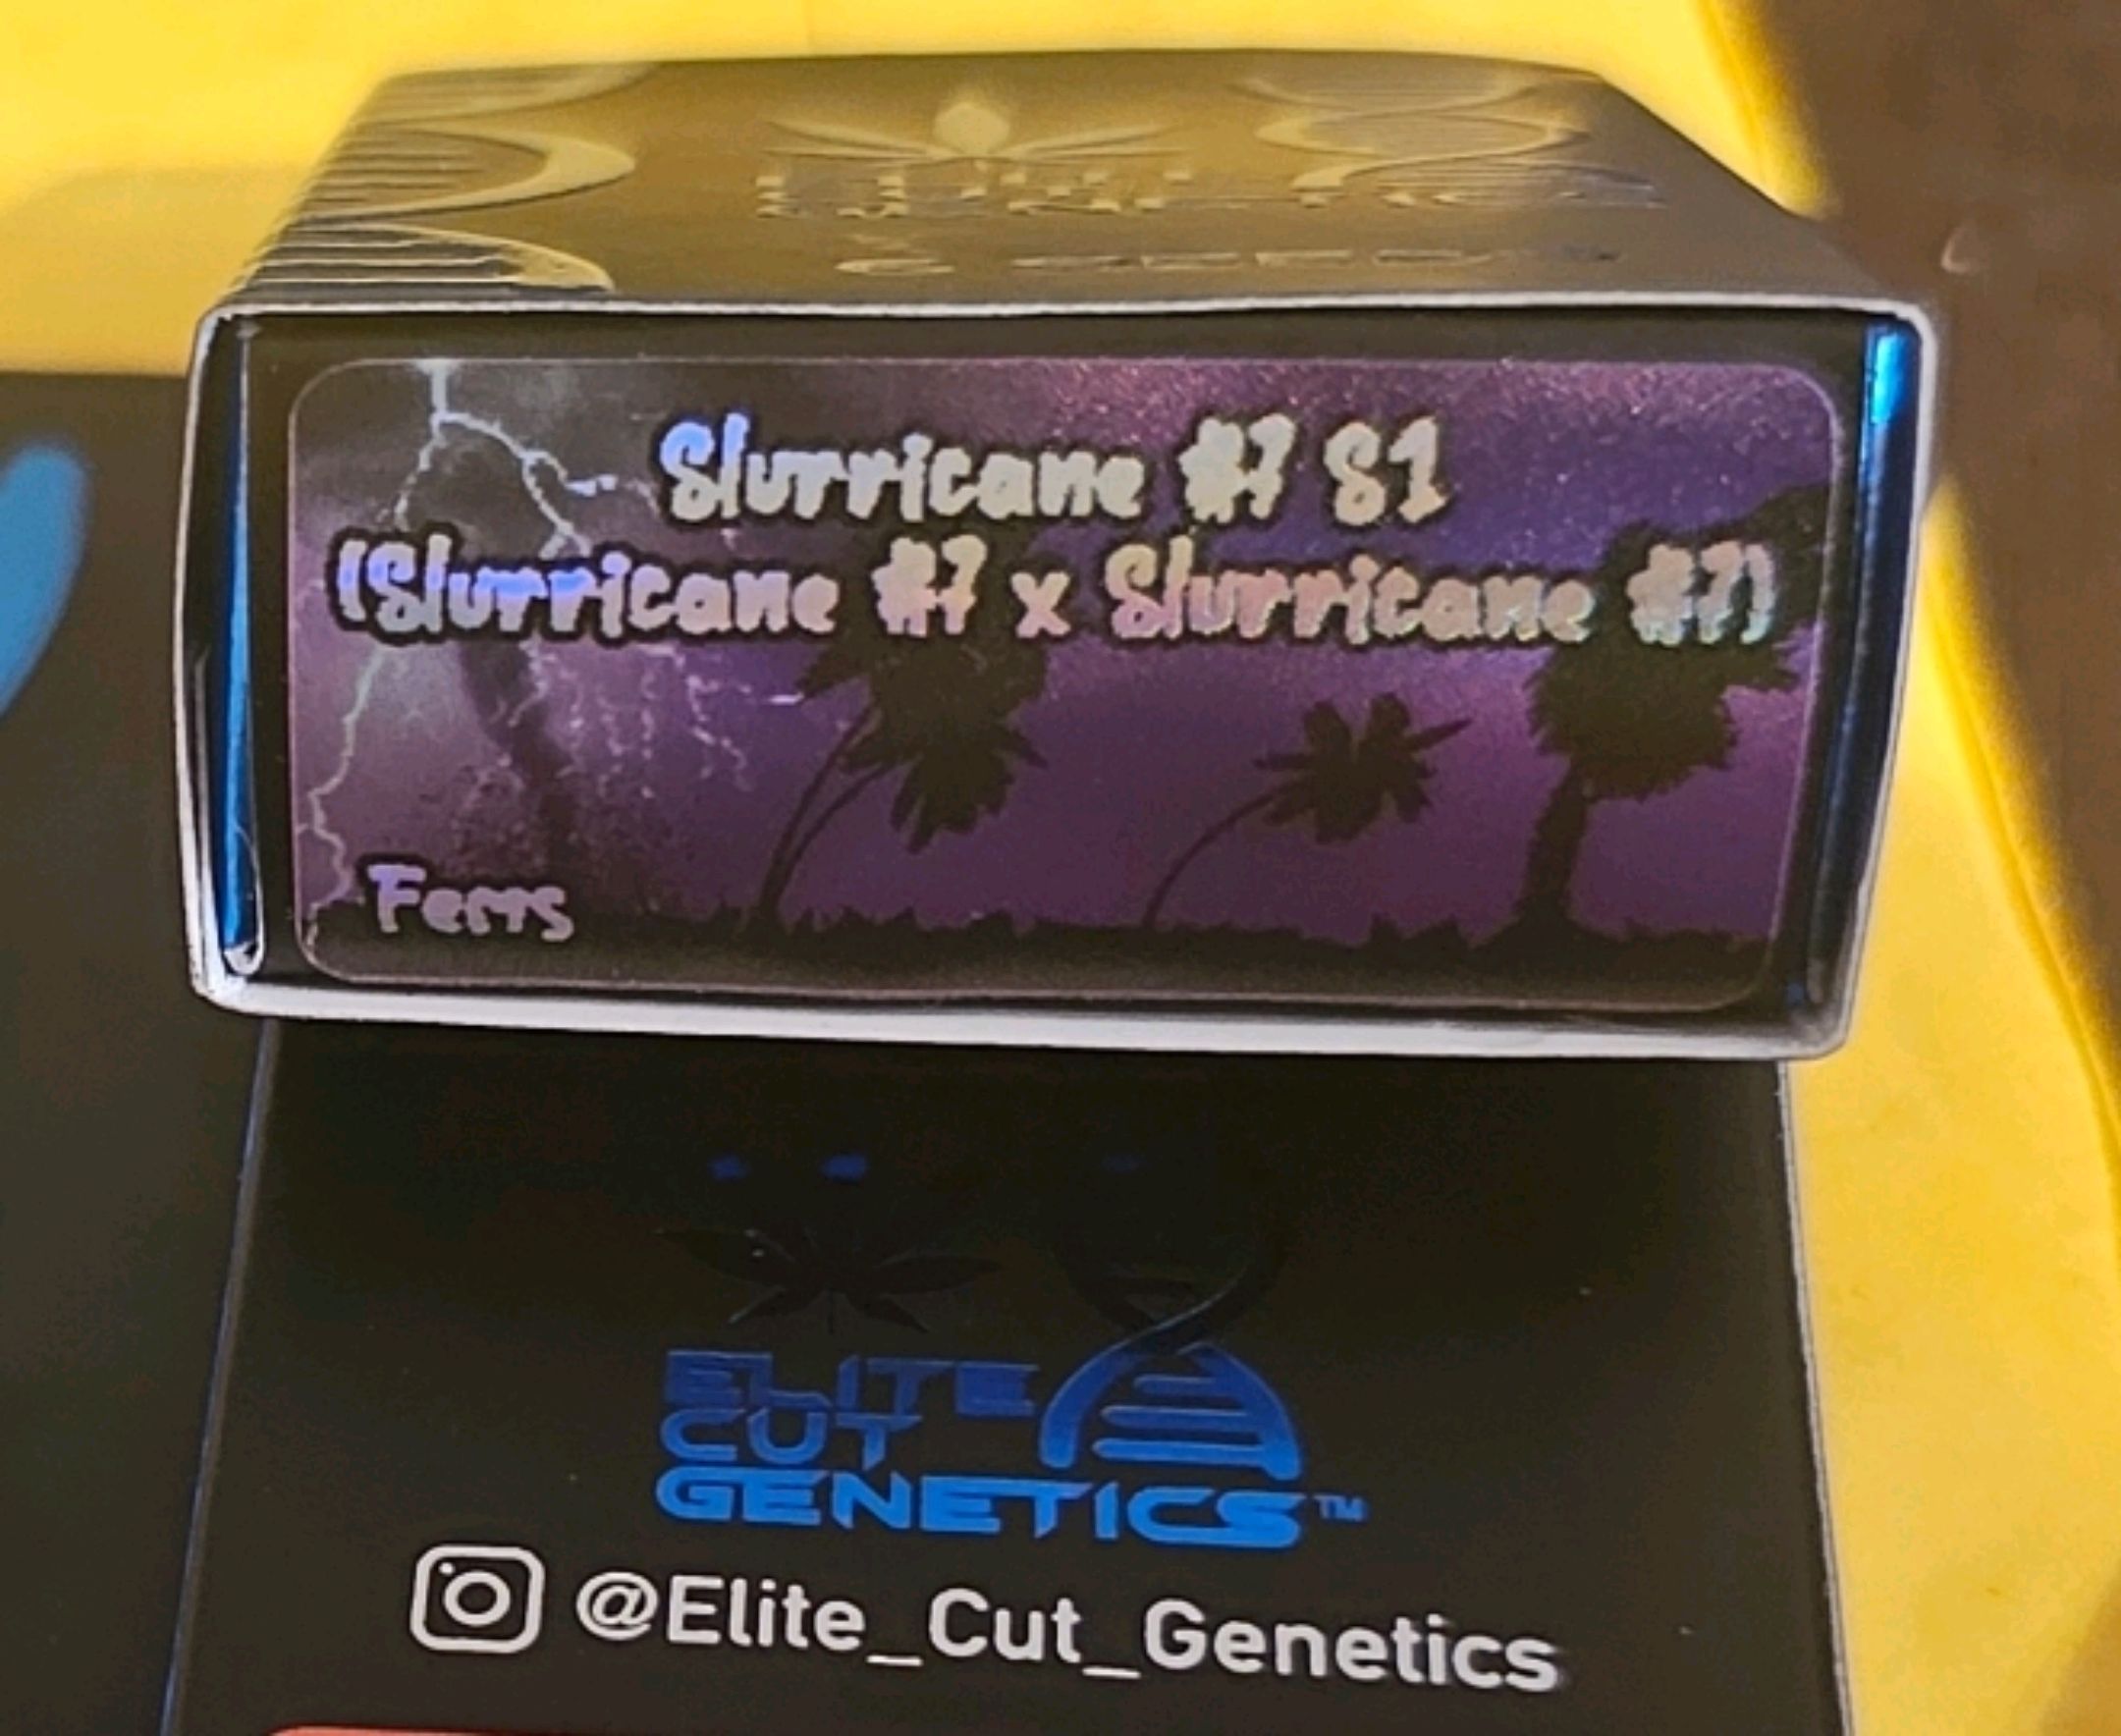 Slurricane #7 S1
(Slurricane #7 x Slurricane #7)
Fems
ELITE
CUT
GENETICS™
@Elite_Cut_Genetics